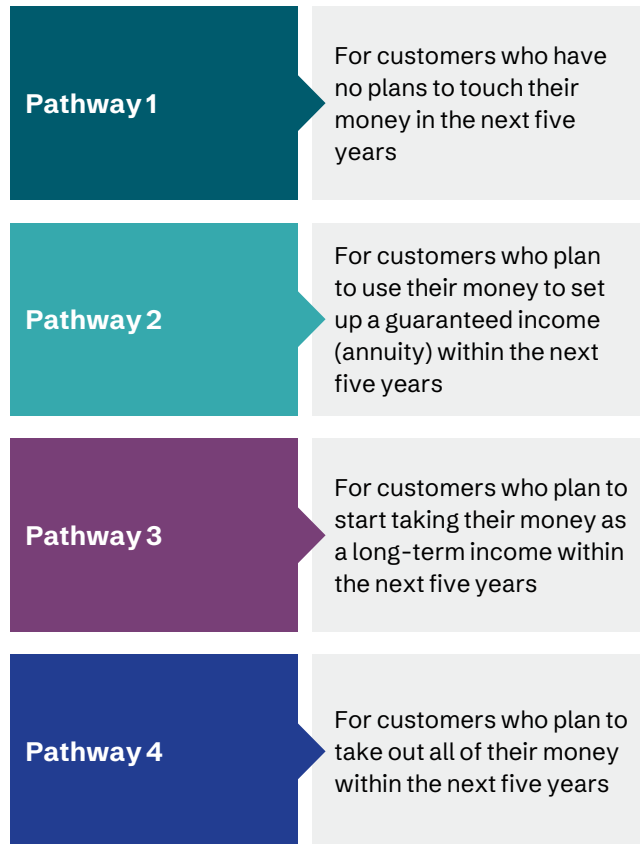 Pathway 1
For customers who have
no plans to touch their
money in the next five
years
Pathway 2
For customers who plan
to use their money to set
up a guaranteed income
(annuity) within the next
five years
Pathway 3
For customers who plan to
start taking their money as
a long-term income within
the next five years
Pathway 4
For customers who plan to
take out all of their money
within the next five years